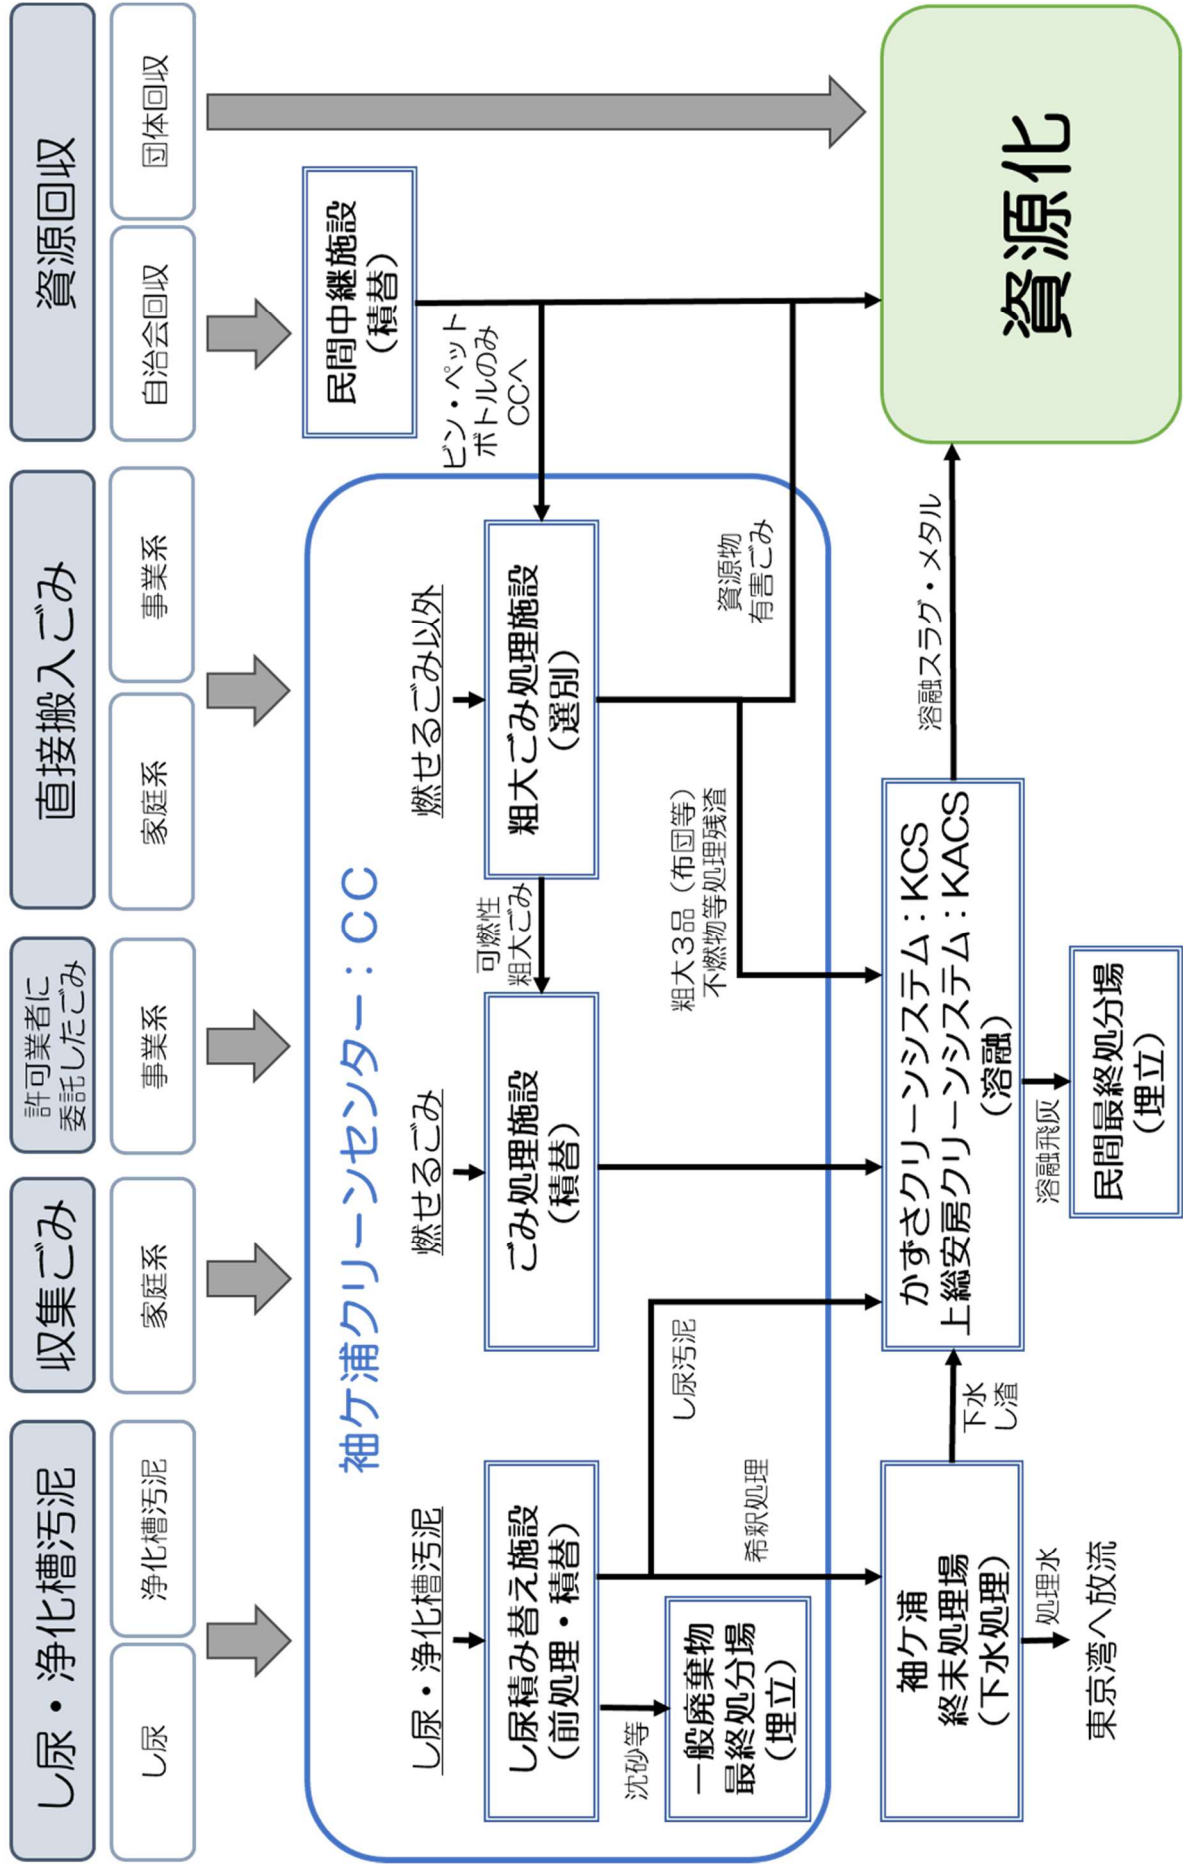 し尿・浄化槽汚泥
し尿
浄化槽汚泥
収集ごみ
家庭系
許可業者に
委託したごみ
事業系
直接搬入ごみ
家庭系
事業系
資源回収
自治会回収
団体回収
袖ケ浦クリーンセンター：CC
し尿・浄化槽汚泥
燃せるごみ
燃せるごみ以外
民間中継施設
（積替）
し尿積み替え施設
（前処理・積替）
ごみ処理施設
（積替）
可燃性
粗大ごみ
粗大ごみ処理施設
（選別）
ビン・ペット
ボトルのみ
CCへ
沈砂等
一般廃棄物
最終処分場
（埋立）
し尿汚泥
希釈処理
粗大３品（布団等）
不燃物等処理残渣
資源物
有害ごみ
袖ケ浦
終末処理場
（下水処理）
下水
し渣
かずさクリーンシステム：KCS
上総安房クリーンシステム：KACS
（溶融）
溶融スラグ・メタル
資源化
処理水
東京湾へ放流
溶融飛灰
民間最終処分場
（埋立）